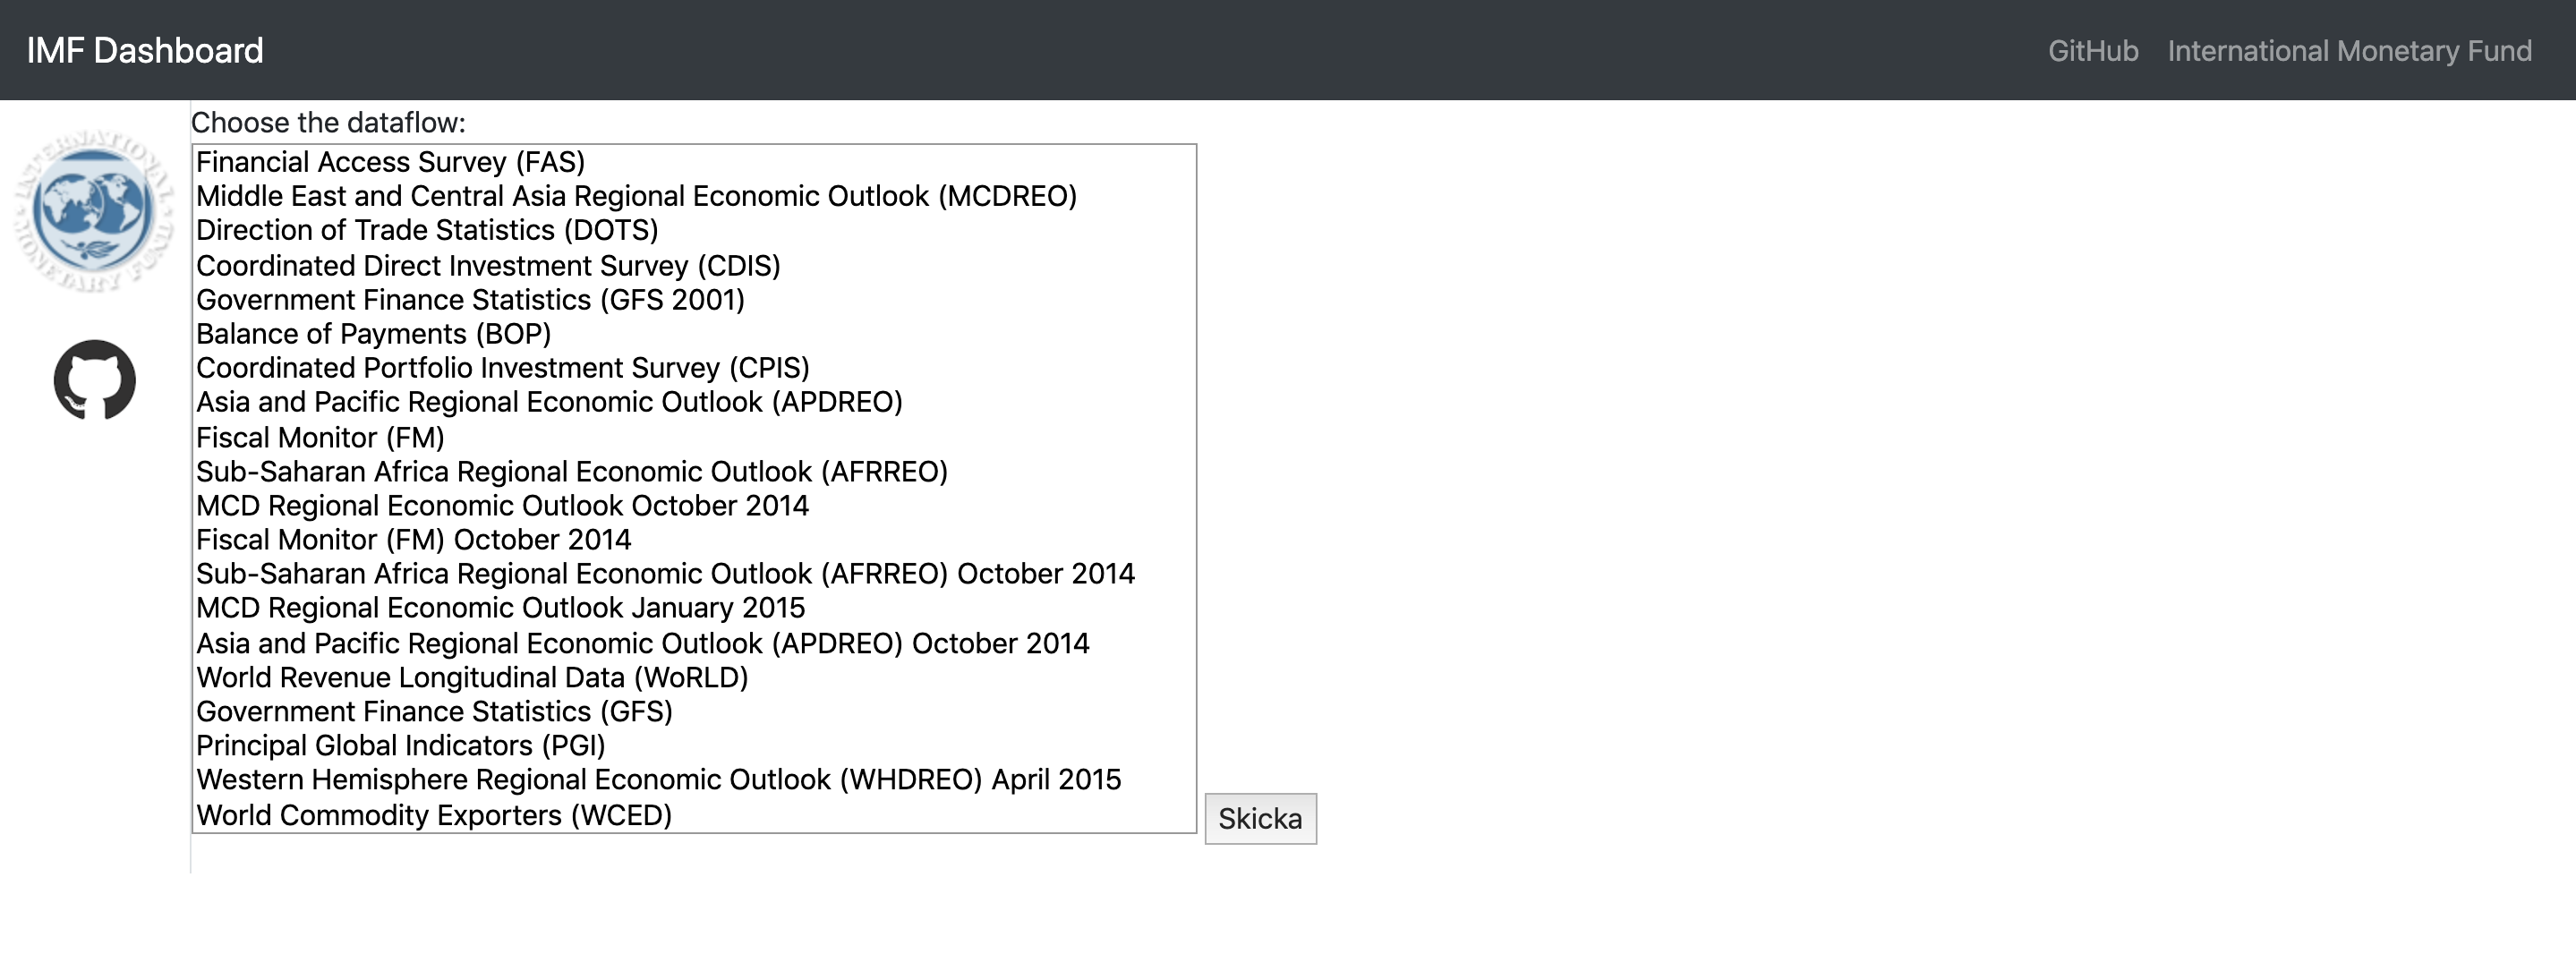 IMF Dashboard
GitHub International Monetary Fund
INTERNATIONAL MONETARY FUND
Choose the dataflow:
Financial Access Survey (FAS)
Middle East and Central Asia Regional Economic Outlook (MCDREO)
Direction of Trade Statistics (DOTS)
Coordinated Direct Investment Survey (CDIS)
Government Finance Statistics (GFS 2001)
Balance of Payments (BOP)
Coordinated Portfolio Investment Survey (CPIS)
Asia and Pacific Regional Economic Outlook (APDREO)
Fiscal Monitor (FM)
Sub-Saharan Africa Regional Economic Outlook (AFRREO)
MCD Regional Economic Outlook October 2014
Fiscal Monitor (FM) October 2014
Sub-Saharan Africa Regional Economic Outlook (AFRREO) October 2014
MCD Regional Economic Outlook January 2015
Asia and Pacific Regional Economic Outlook (APDREO) October 2014
World Revenue Longitudinal Data (WoRLD)
Government Finance Statistics (GFS)
Principal Global Indicators (PGI)
Western Hemisphere Regional Economic Outlook (WHDREO) April 2015
World Commodity Exporters (WCED)
Skicka